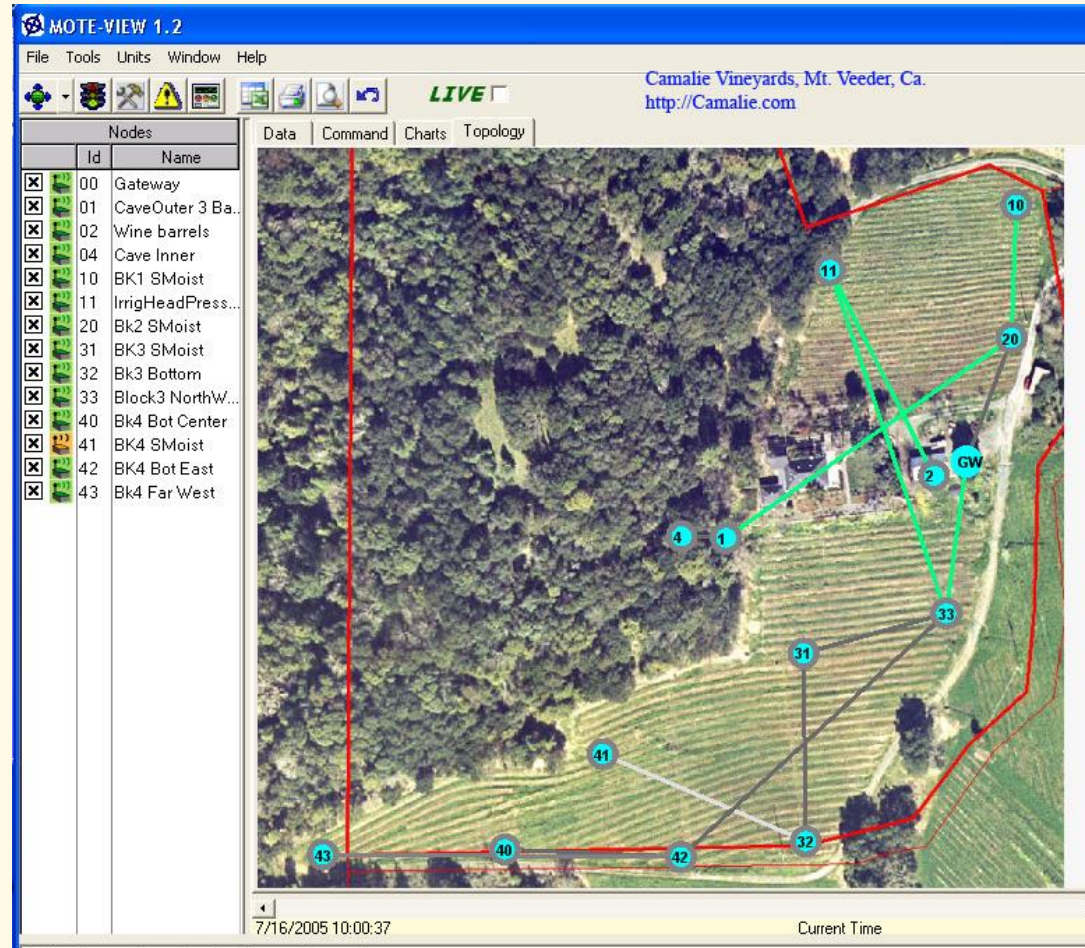 MOTE-VIEW 1.2
File Tools Units Window Help
LIVE
Camalie Vineyards, Mt. Veeder, Ca.
http://Camalie.com
Nodes
Data Command Charts Topology
Id Name
00 Gateway
01 CaveOuter 3 Ba..
02 Wine barrels
04 Cave Inner
10 BK1 SMoist
11 IrrigHeadPress...
20 Bk2 SMoist
31 BK3 SMoist
32 Bk3 Bottom
33 Block3 NorthW...
40 Bk4 Bot Center
41 BK4 SMoist
42 BK4 Bot East
43 Bk4 Far West
10
11
20
GW
2
4 1
33
31
41
32
40
43 42
7/16/2005 10:00:37 Current Time